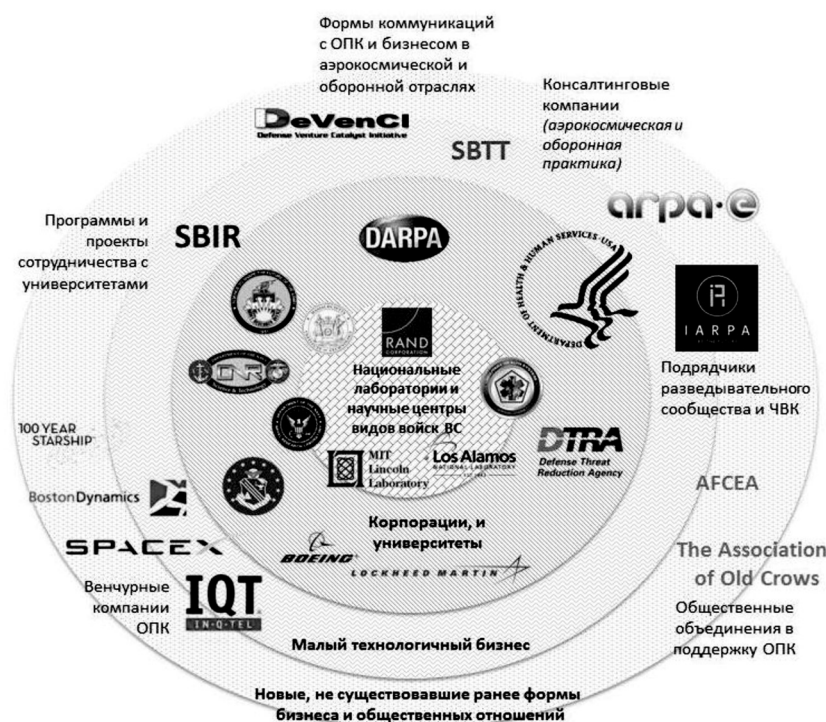 Формы коммуникаций
с ОПК и бизнесом в
аэрокосмической и
оборонной отраслях
DeVenCI
Defense Venture Catalyst Initiative
Консалтинговые
компании
(аэрокосмическая и
оборонная
практика)
SBTT
arpa·e
Программы и
проекты
сотрудничества с
университетами
SBIR
DARPA
DEPARTMENT OF HEALTH & HUMAN SERVICES·USA
IARPA
RAND
CORPORATION
ONR
Национальные
лаборатории и
научные центры
видов войск ВС
Подрядчики
разведывательного
сообщества и ЧВК
100 YEAR
STARSHIP
MIT
Lincoln
Laboratory
Los Alamos
NATIONAL LABORATORY
EST. 1943
DTRA
Defense Threat
Reduction Agency
BostonDynamics
AFCEA
SPACEX
Корпорации, и
университеты
BOEING
LOCKHEED MARTIN
The Association
of Old Crows
Венчурные
компании
ОПК
IQT
IN-Q-TEL
Общественные
объединения в
поддержку ОПК
Малый технологичный бизнес
Новые, не существовавшие ранее формы
бизнеса и общественных отношений